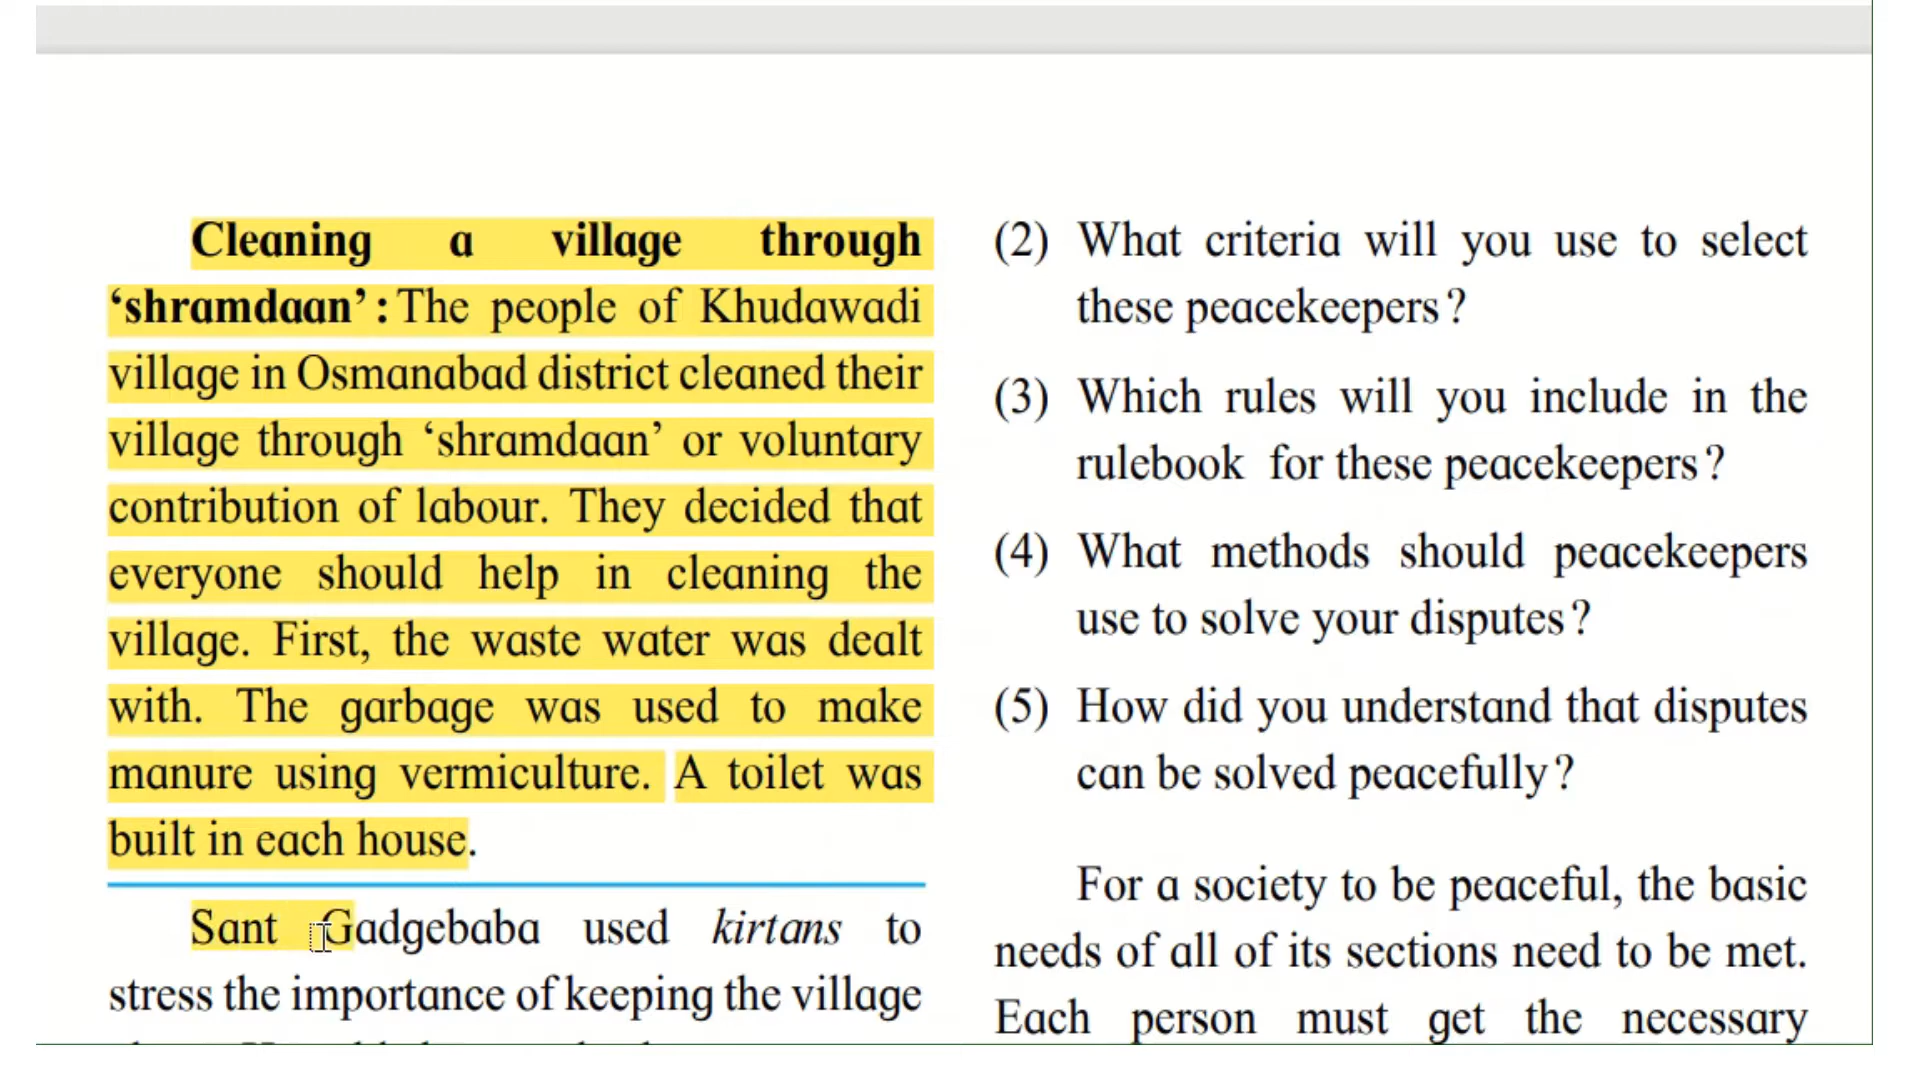 Cleaning a village through
‘shramdaan’ : The people of Khudawadi
village in Osmanabad district cleaned their
village through ‘shramdaan’ or voluntary
contribution of labour. They decided that
everyone should help in cleaning the
village. First, the waste water was dealt
with. The garbage was used to make
manure using vermiculture. A toilet was
built in each house.
Sant Gadgebaba used kirtans to
stress the importance of keeping the village
(2) What criteria will you use to select
these peacekeepers ?
(3) Which rules will you include in the
rulebook for these peacekeepers ?
(4) What methods should peacekeepers
use to solve your disputes ?
(5) How did you understand that disputes
can be solved peacefully ?
For a society to be peaceful, the basic
needs of all of its sections need to be met.
Each person must get the necessary